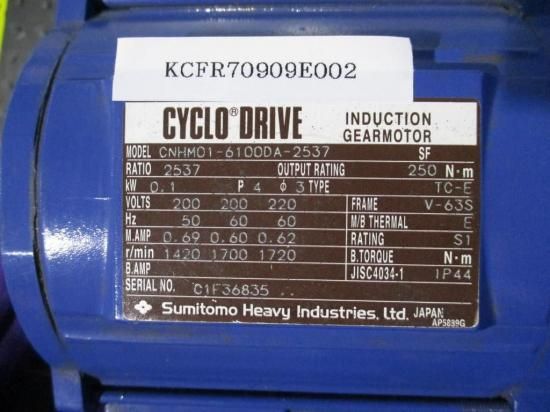 KCFR70909E002
CYCLO® DRIVE INDUCTION GEARMOTOR
MODEL CNHM01-6100DA-2537 SF
RATIO 2537 OUTPUT RATING 250 N·m
kW 0.1 P 4 φ 3 TYPE TC-E
VOLTS 200 200 220 FRAME V-63S
Hz 50 60 60 M/B THERMAL E
M.AMP 0.69 0.60 0.62 RATING S1
r/min 1420 1700 1720 B.TORQUE N·m
B.AMP JISC4034-1 IP44
SERIAL NO. C1F36835
Sumitomo Heavy Industries, Ltd. JAPAN
AP5899G